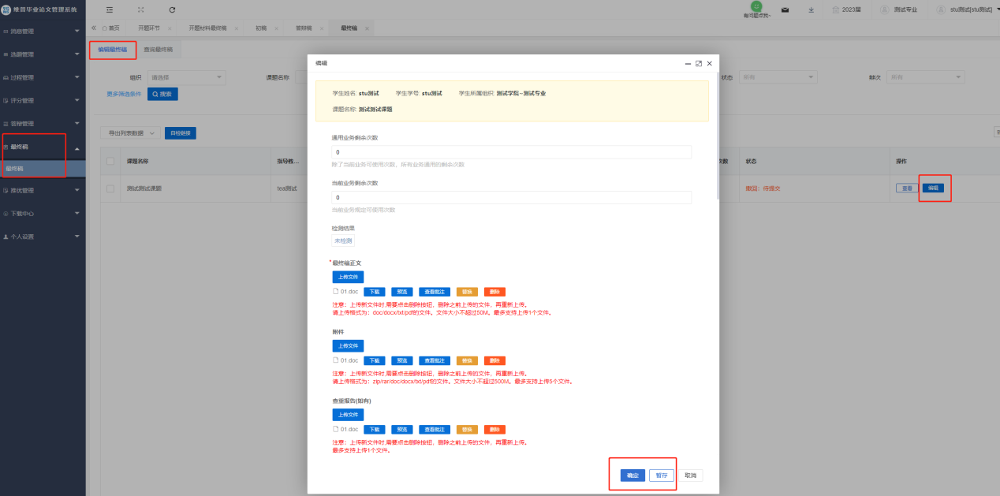 维普毕业论文管理系统
有问题点我~
2023届
测试专业
stu测试[stu测试]
消息管理
选题管理
过程管理
评分管理
答辩管理
最终稿
最终稿
推优管理
下载中心
个人设置
首页
开题环节 ×
开题材料最终稿 ×
初稿 ×
答辩稿 ×
最终稿 ×
编辑最终稿
查询最终稿
组织
请选择
课题名称
状态
所有
所有
更多筛选条件
搜索
导出列表数据
自检链接
课题名称
指导教...
次数
状态
操作
测试测试课题
tea测试
撤回：待提交
查看
编辑
编辑
学生姓名: stu测试 学生学号: stu测试 学生所属组织: 测试学院~测试专业
课题名称: 测试测试课题
通用业务剩余次数
0
除了当前业务可使用次数，所有业务通用的剩余次数
当前业务剩余次数
0
当前业务规定可使用次数
检测结果
未检测
*最终稿正文
上传文件
01.doc 下载 预览 查看批注 替换 删除
注意：上传新文件时,需要点击删除按钮，删除之前上传的文件，再重新上传。
请上传格式为：doc/docx/txt/pdf的文件。文件大小不超过50M。最多支持上传1个文件。
附件
上传文件
01.doc 下载 预览 查看批注 替换 删除
注意：上传新文件时,需要点击删除按钮，删除之前上传的文件，再重新上传。
请上传格式为：zip/rar/doc/docx/txt/pdf的文件。文件大小不超过500M。最多支持上传5个文件。
查重报告(如有)
上传文件
01.doc 下载 预览 查看批注 替换 删除
注意：上传新文件时,需要点击删除按钮，删除之前上传的文件，再重新上传。
最多支持上传1个文件。
确定
暂存
取消